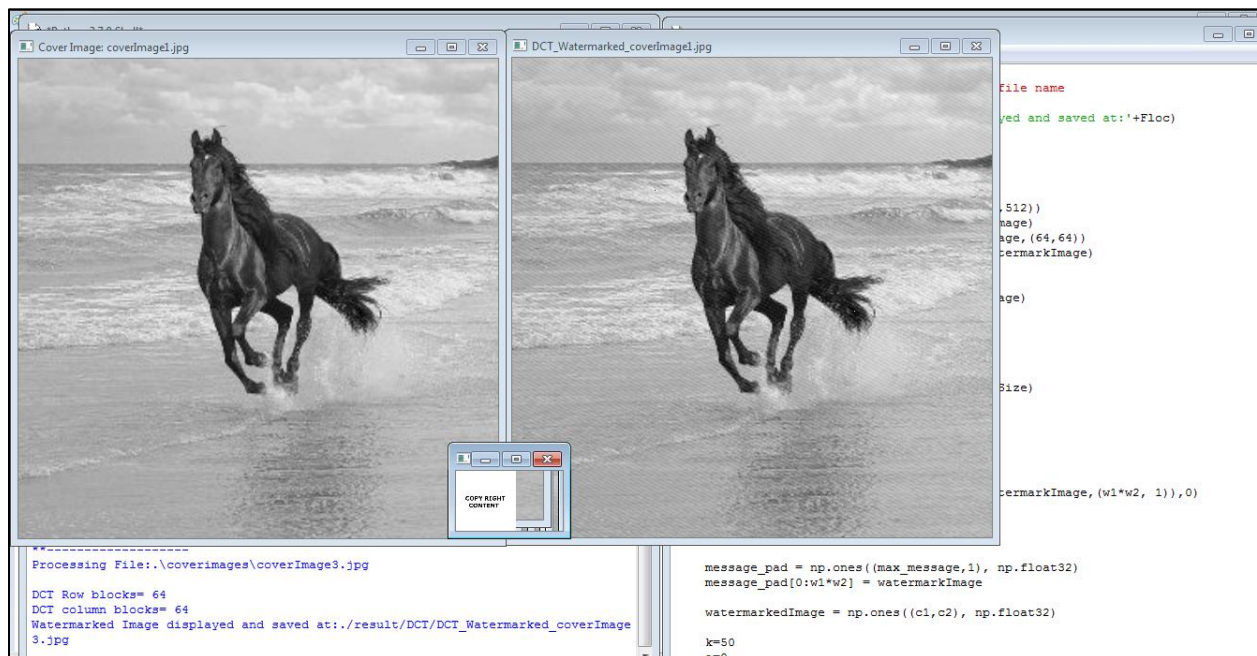 Cover Image: coverImage1.jpg
DCT_Watermarked_coverImage1.jpg
file name
yed and saved at:'+Floc)
,512))
mage)
age,(64,64))
termarkImage)
age)
Size)
COPY RIGHT
CONTENT
termarkImage,(w1*w2, 1)),0)
**-------------------
Processing File:.\coverimages\coverImage3.jpg
DCT Row blocks= 64
DCT column blocks= 64
Watermarked Image displayed and saved at:./result/DCT/DCT_Watermarked_coverImage
3.jpg
message_pad = np.ones((max_message,1), np.float32)
message_pad[0:w1*w2] = watermarkImage
watermarkedImage = np.ones((c1,c2), np.float32)
k=50